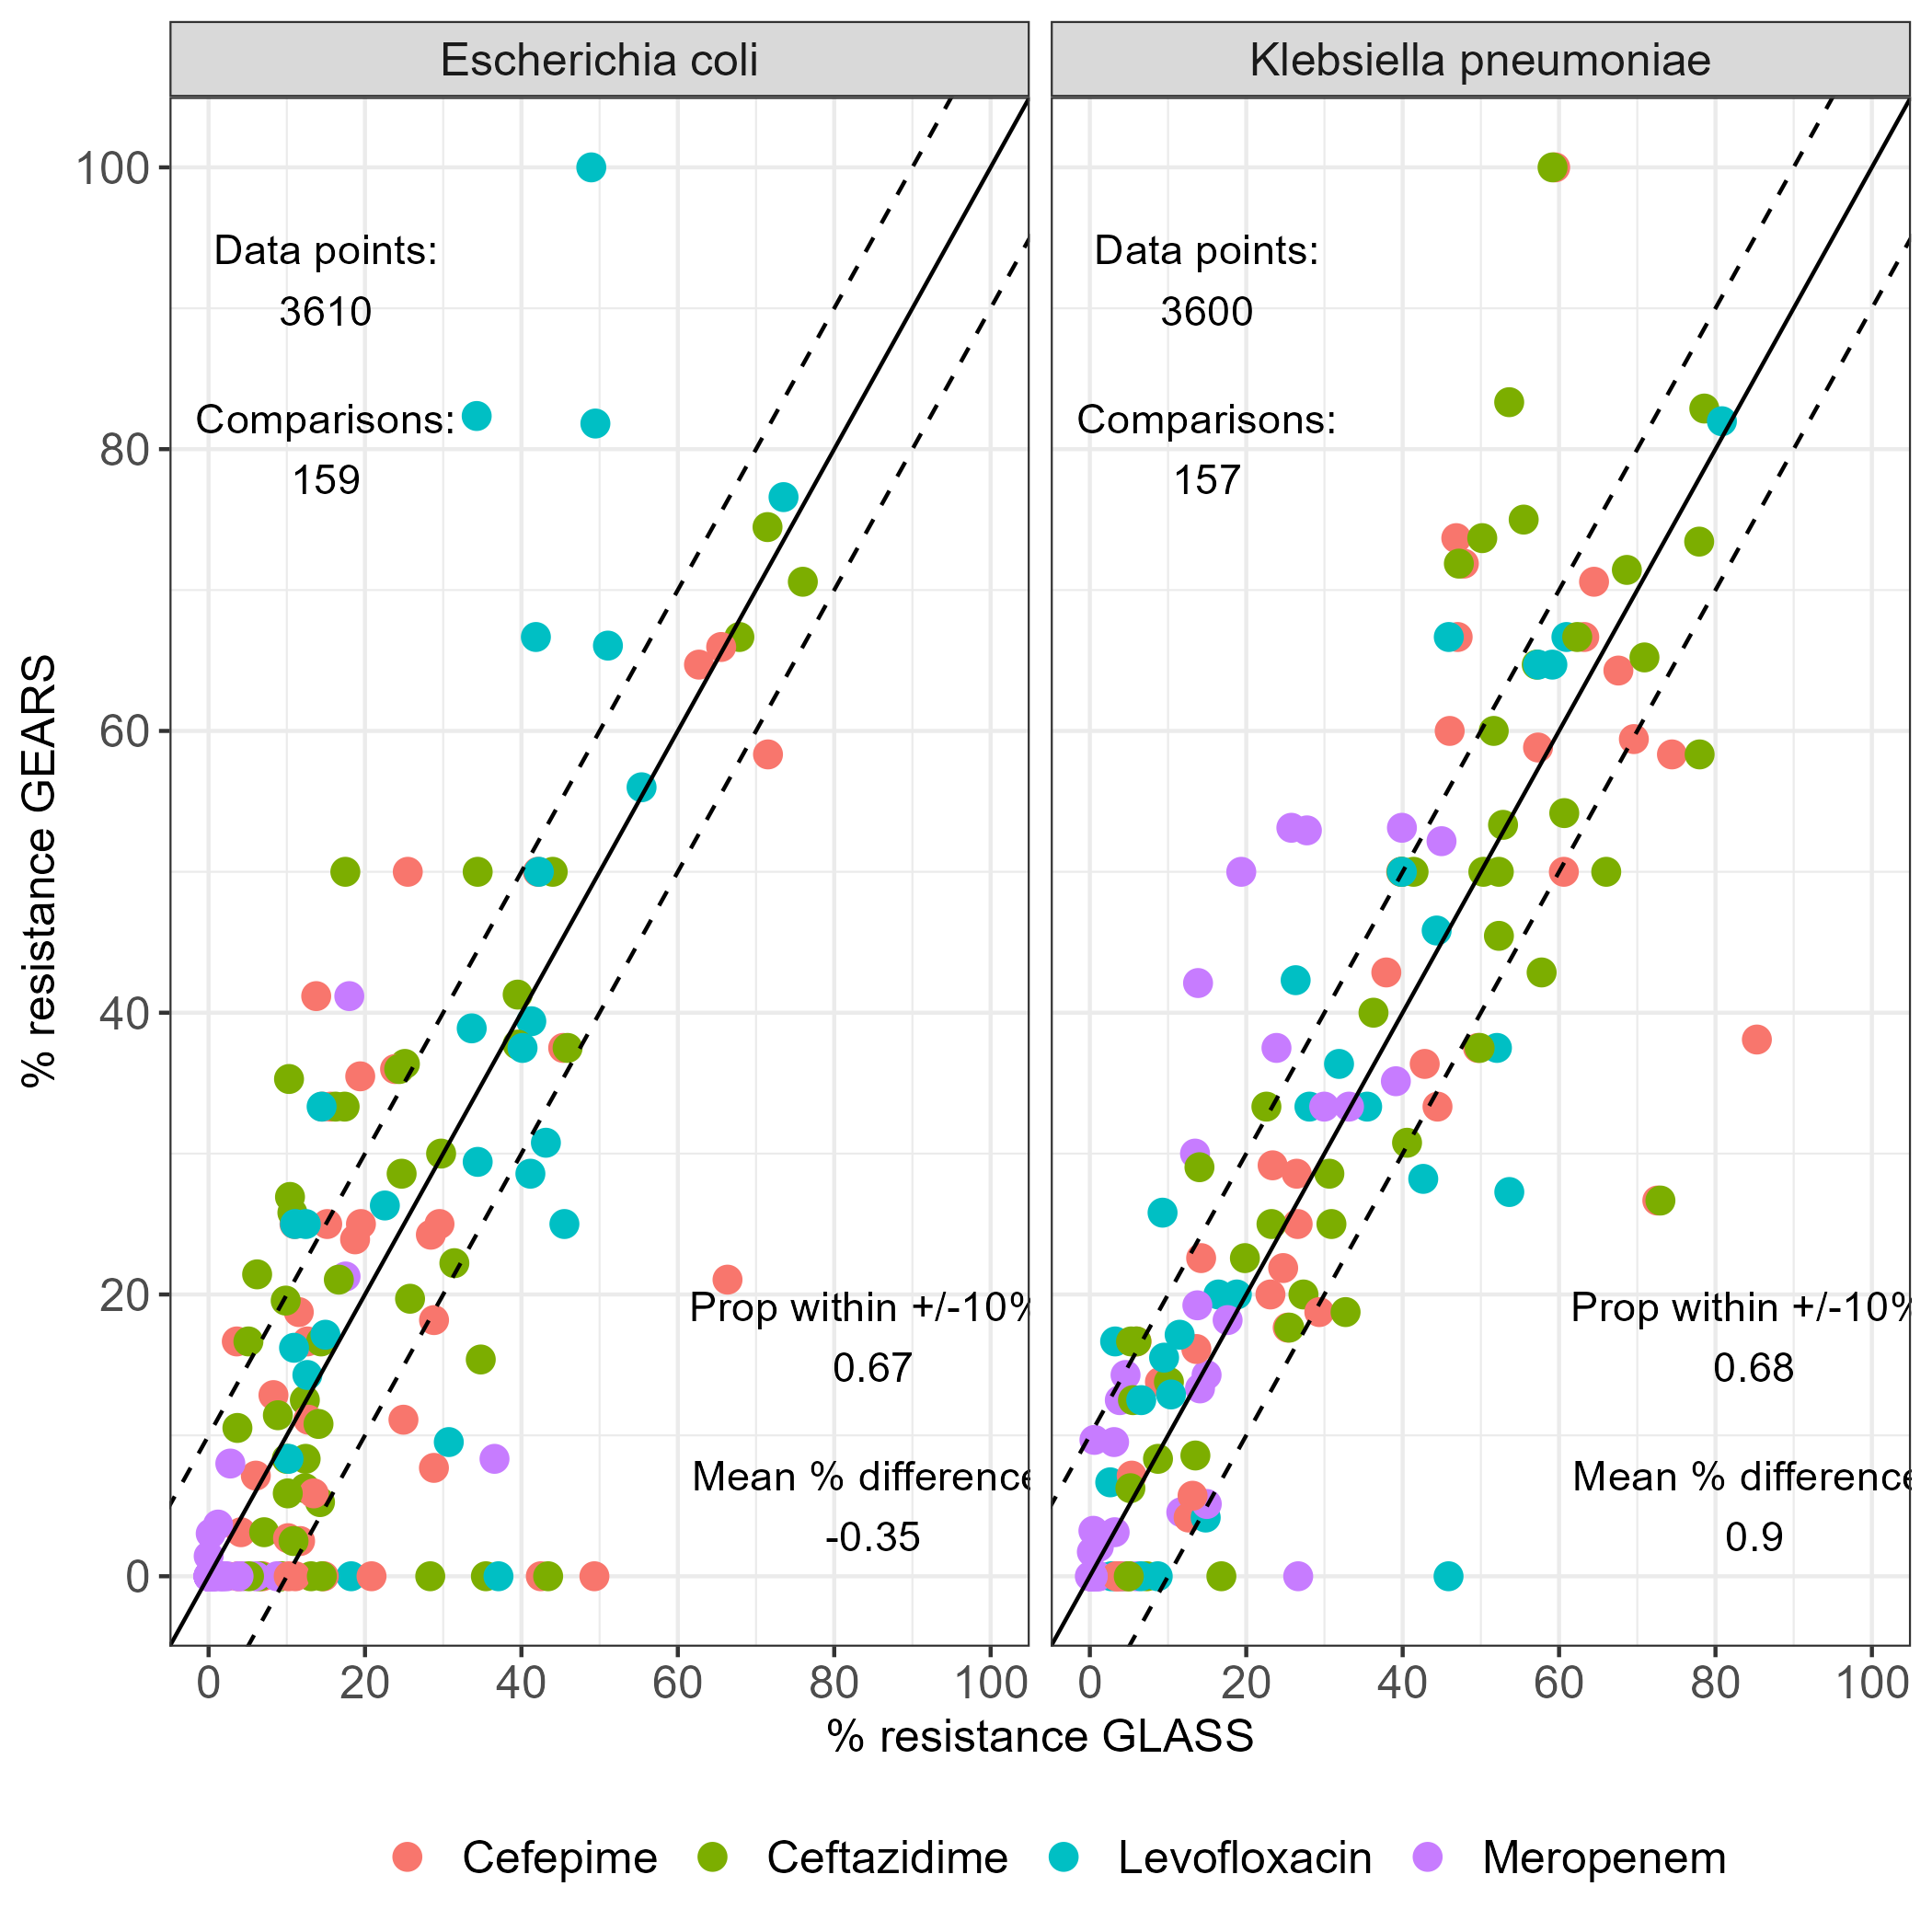 Escherichia coli
Klebsiella pneumoniae
% resistance GEARS
100
80
60
40
20
0
Data points:
3610
Comparisons:
159
Prop within +/-10%
0.67
Mean % difference
-0.35
Data points:
3600
Comparisons:
157
Prop within +/-10%
0.68
Mean % difference
0.9
0 20 40 60 80 100
0 20 40 60 80 100
% resistance GLASS
Cefepime Ceftazidime Levofloxacin Meropenem